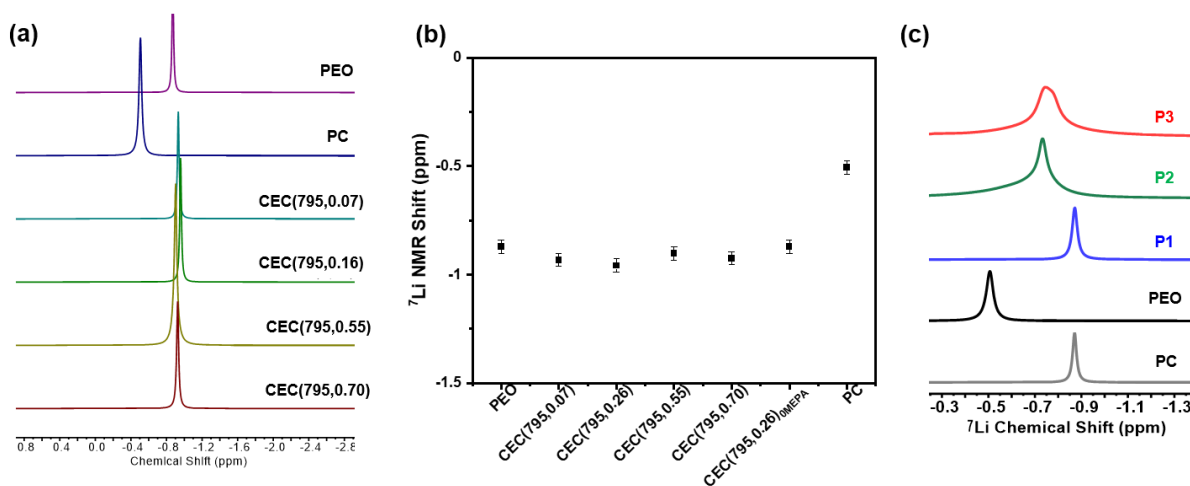 (a)
PEO
PC
CEC(795,0.07)
CEC(795,0.16)
CEC(795,0.55)
CEC(795,0.70)
0.8 0.4 0.0 -0.4 -0.8 -1.2 -1.6 -2.0 -2.4 -2.8
Chemical Shift (ppm)
(b)
0
-0.5
-1
-1.5
⁷Li NMR Shift (ppm)
PEO
CEC(795,0.07)
CEC(795,0.26)
CEC(795,0.55)
CEC(795,0.70)
CEC(795,0.26)₀MEPA
PC
(c)
P3
P2
P1
PEO
PC
-0.3 -0.5 -0.7 -0.9 -1.1 -1.3
⁷Li Chemical Shift (ppm)